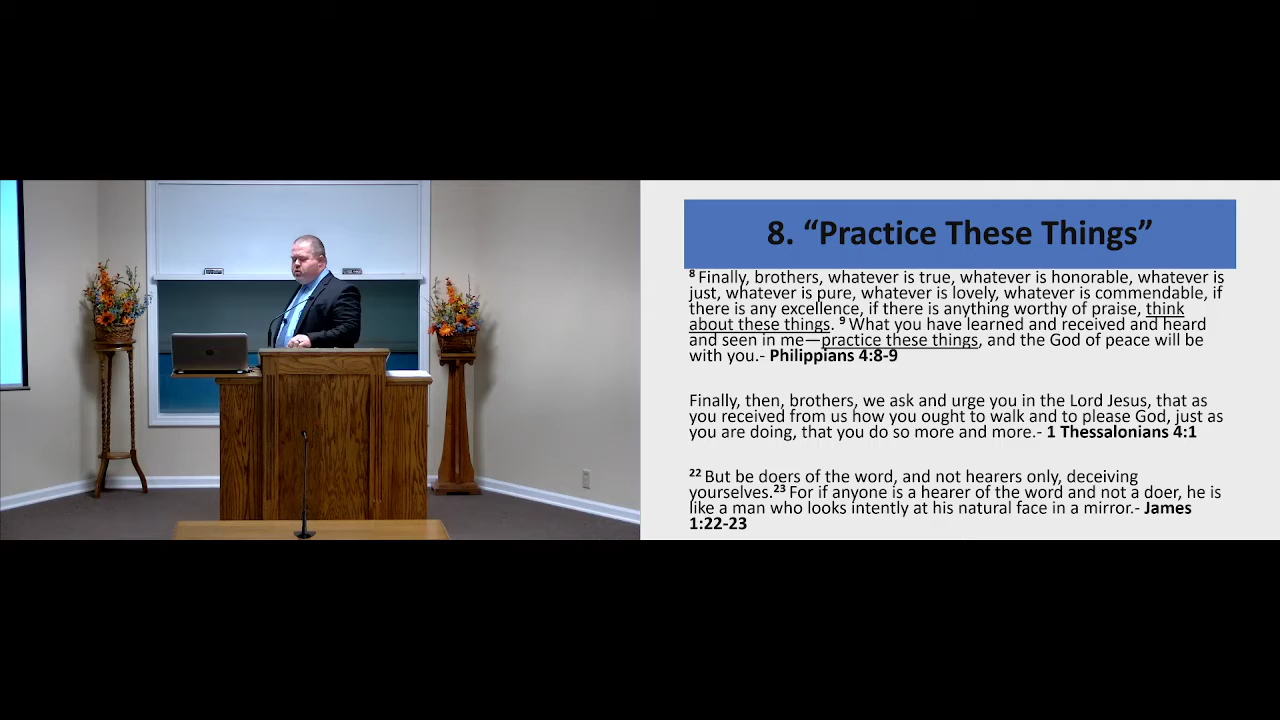 8. “Practice These Things”
⁸ Finally, brothers, whatever is true, whatever is honorable, whatever is
just, whatever is pure, whatever is lovely, whatever is commendable, if
there is any excellence, if there is anything worthy of praise, think
about these things. ⁹ What you have learned and received and heard
and seen in me—practice these things, and the God of peace will be
with you.- Philippians 4:8-9
Finally, then, brothers, we ask and urge you in the Lord Jesus, that as
you received from us how you ought to walk and to please God, just as
you are doing, that you do so more and more.- 1 Thessalonians 4:1
²² But be doers of the word, and not hearers only, deceiving
yourselves.²³ For if anyone is a hearer of the word and not a doer, he is
like a man who looks intently at his natural face in a mirror.- James
1:22-23